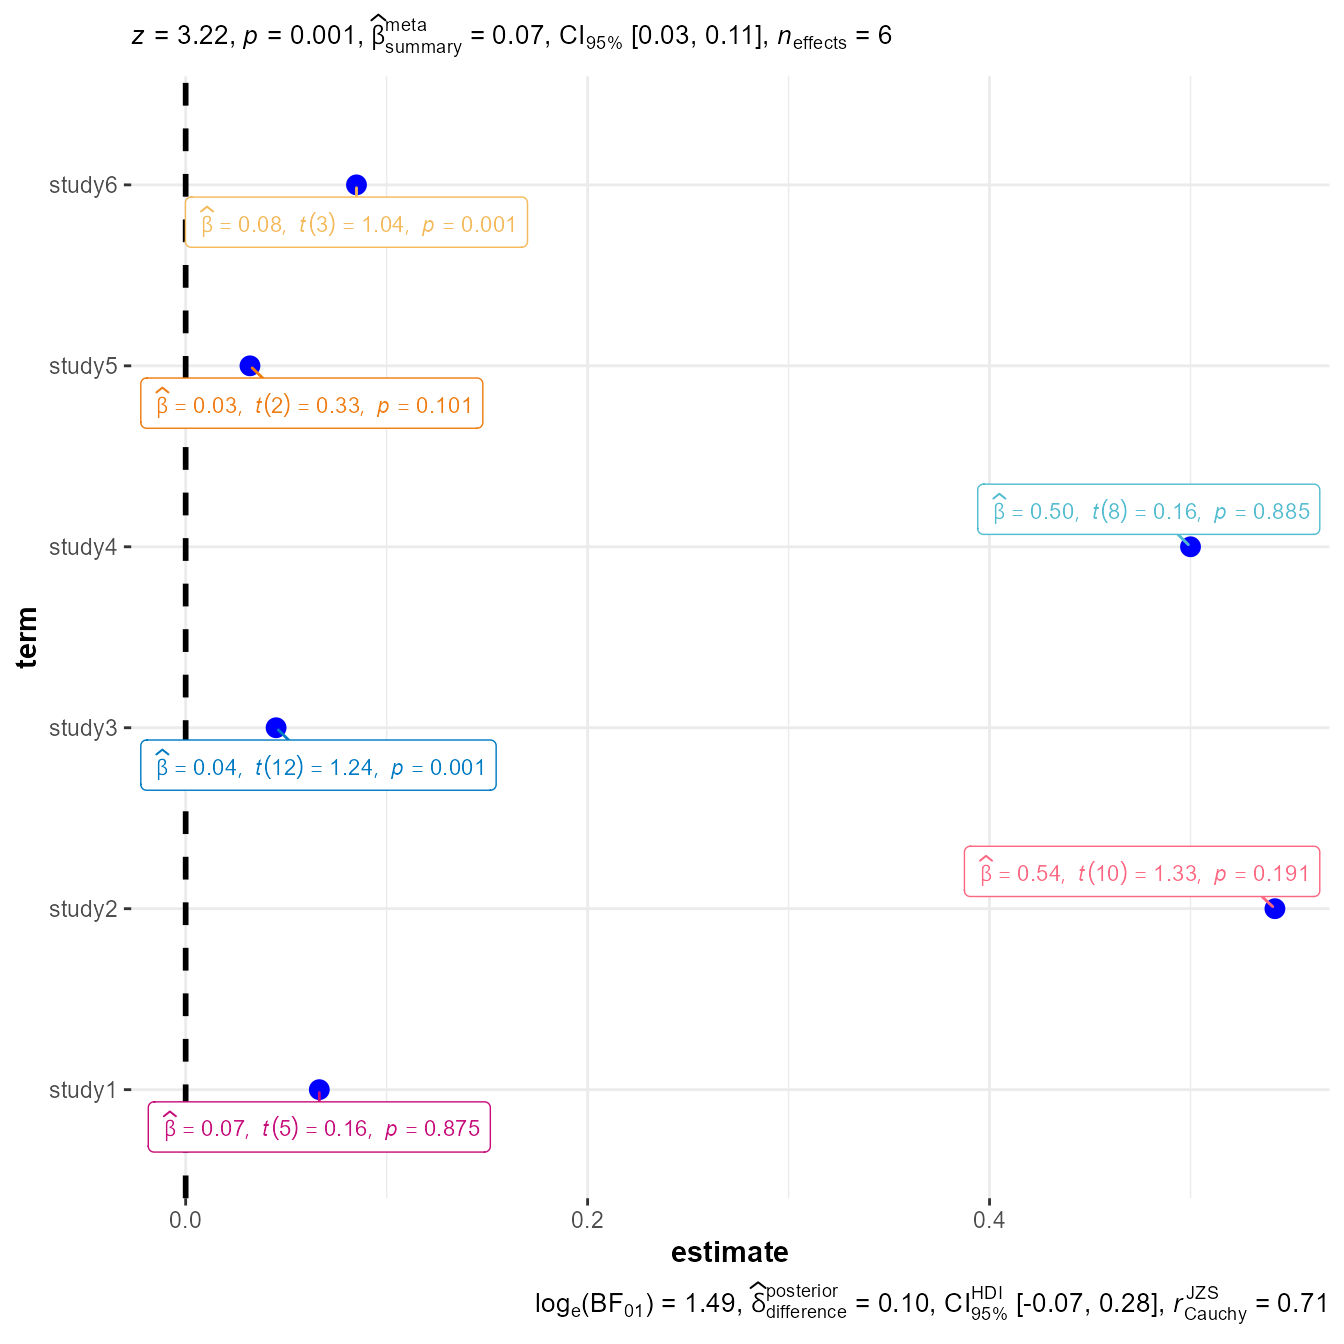 z = 3.22, p = 0.001, β̂ meta summary = 0.07, CI95% [0.03, 0.11], neffects = 6
study6
β̂ = 0.08, t(3) = 1.04, p = 0.001
study5
β̂ = 0.03, t(2) = 0.33, p = 0.101
β̂ = 0.50, t(8) = 0.16, p = 0.885
study4
term
study3
β̂ = 0.04, t(12) = 1.24, p = 0.001
β̂ = 0.54, t(10) = 1.33, p = 0.191
study2
study1
β̂ = 0.07, t(5) = 0.16, p = 0.875
0.0 0.2 0.4
estimate
loge(BF01) = 1.49, δ̂ posterior difference = 0.10, CI HDI 95% [-0.07, 0.28], r JZS Cauchy = 0.71